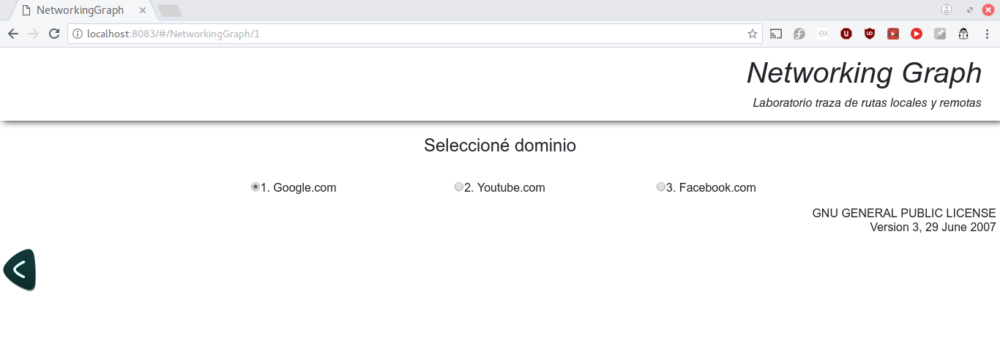 NetworkingGraph
localhost:8083/#/NetworkingGraph/1
ex
Networking Graph
Laboratorio traza de rutas locales y remotas
Seleccioné dominio
1. Google.com 2. Youtube.com 3. Facebook.com
GNU GENERAL PUBLIC LICENSE
Version 3, 29 June 2007